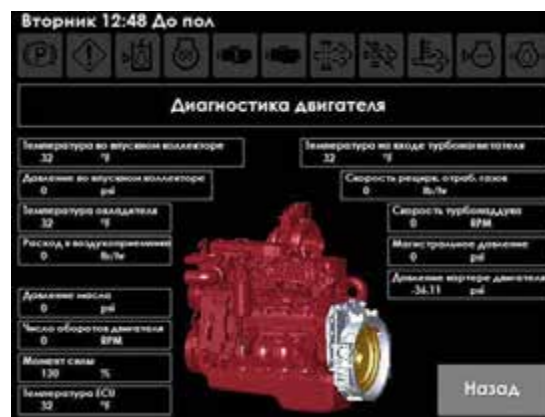 Вторник 12:48 До пол
Диагностика двигателя
Температура во впускном коллекторе
32 °F
Температура на входе турбонагнетателя
32 °F
Давление во впускном коллекторе
0 psi
Скорость рецирк. отраб. газов
0 lb/hr
Температура охладителя
32 °F
Скорость турбонаддува
0 RPM
Расход в воздухоприемнике
0 lb/hr
Магистральное давление
0 psi
Давление картере двигателя
-36.11 psi
Давление масла
0 psi
Число оборотов двигателя
0 RPM
Момент силы
130 %
Температура ECU
32 °F
Назад